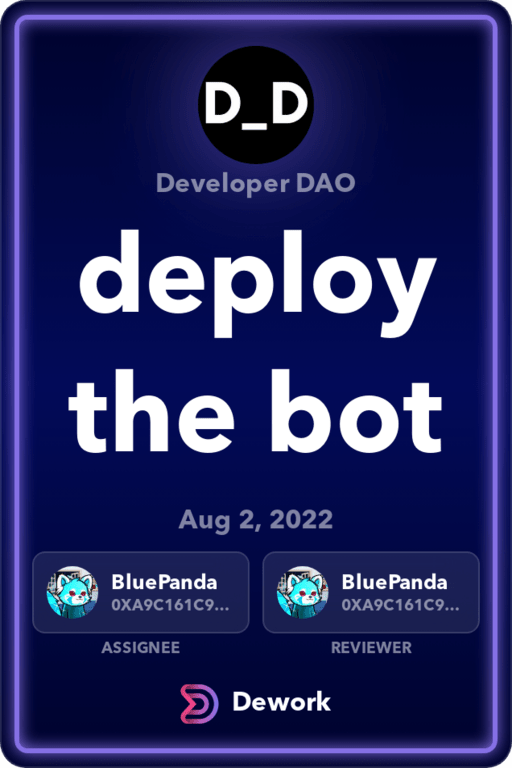 D_D
Developer DAO
deploy
the bot
Aug 2, 2022
BluePanda
0XA9C161C9...
ASSIGNEE
BluePanda
0XA9C161C9...
REVIEWER
Dework